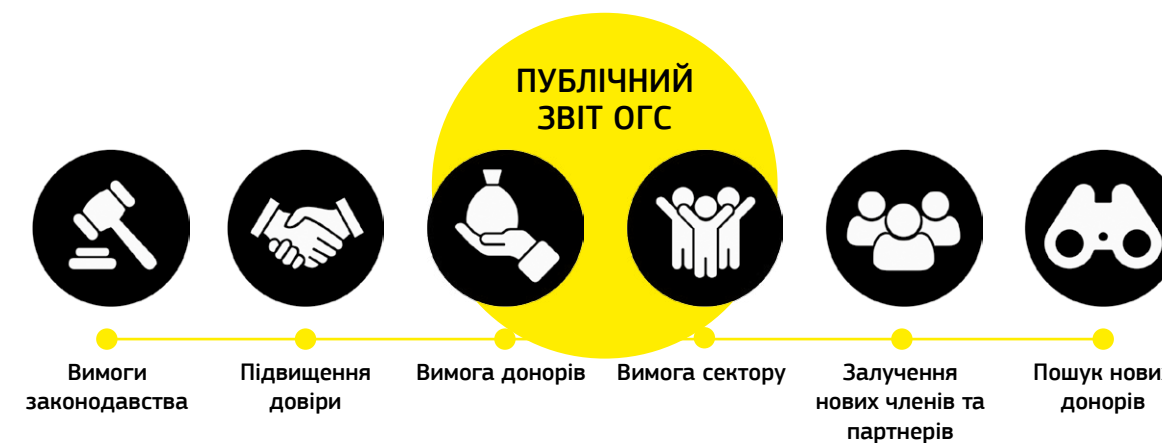 ПУБЛІЧНИЙ
ЗВІТ ОГС
Вимоги
законодавства
Підвищення
довіри
Вимога донорів
Вимога сектору
Залучення
нових членів та
партнерів
Пошук нови
донорів